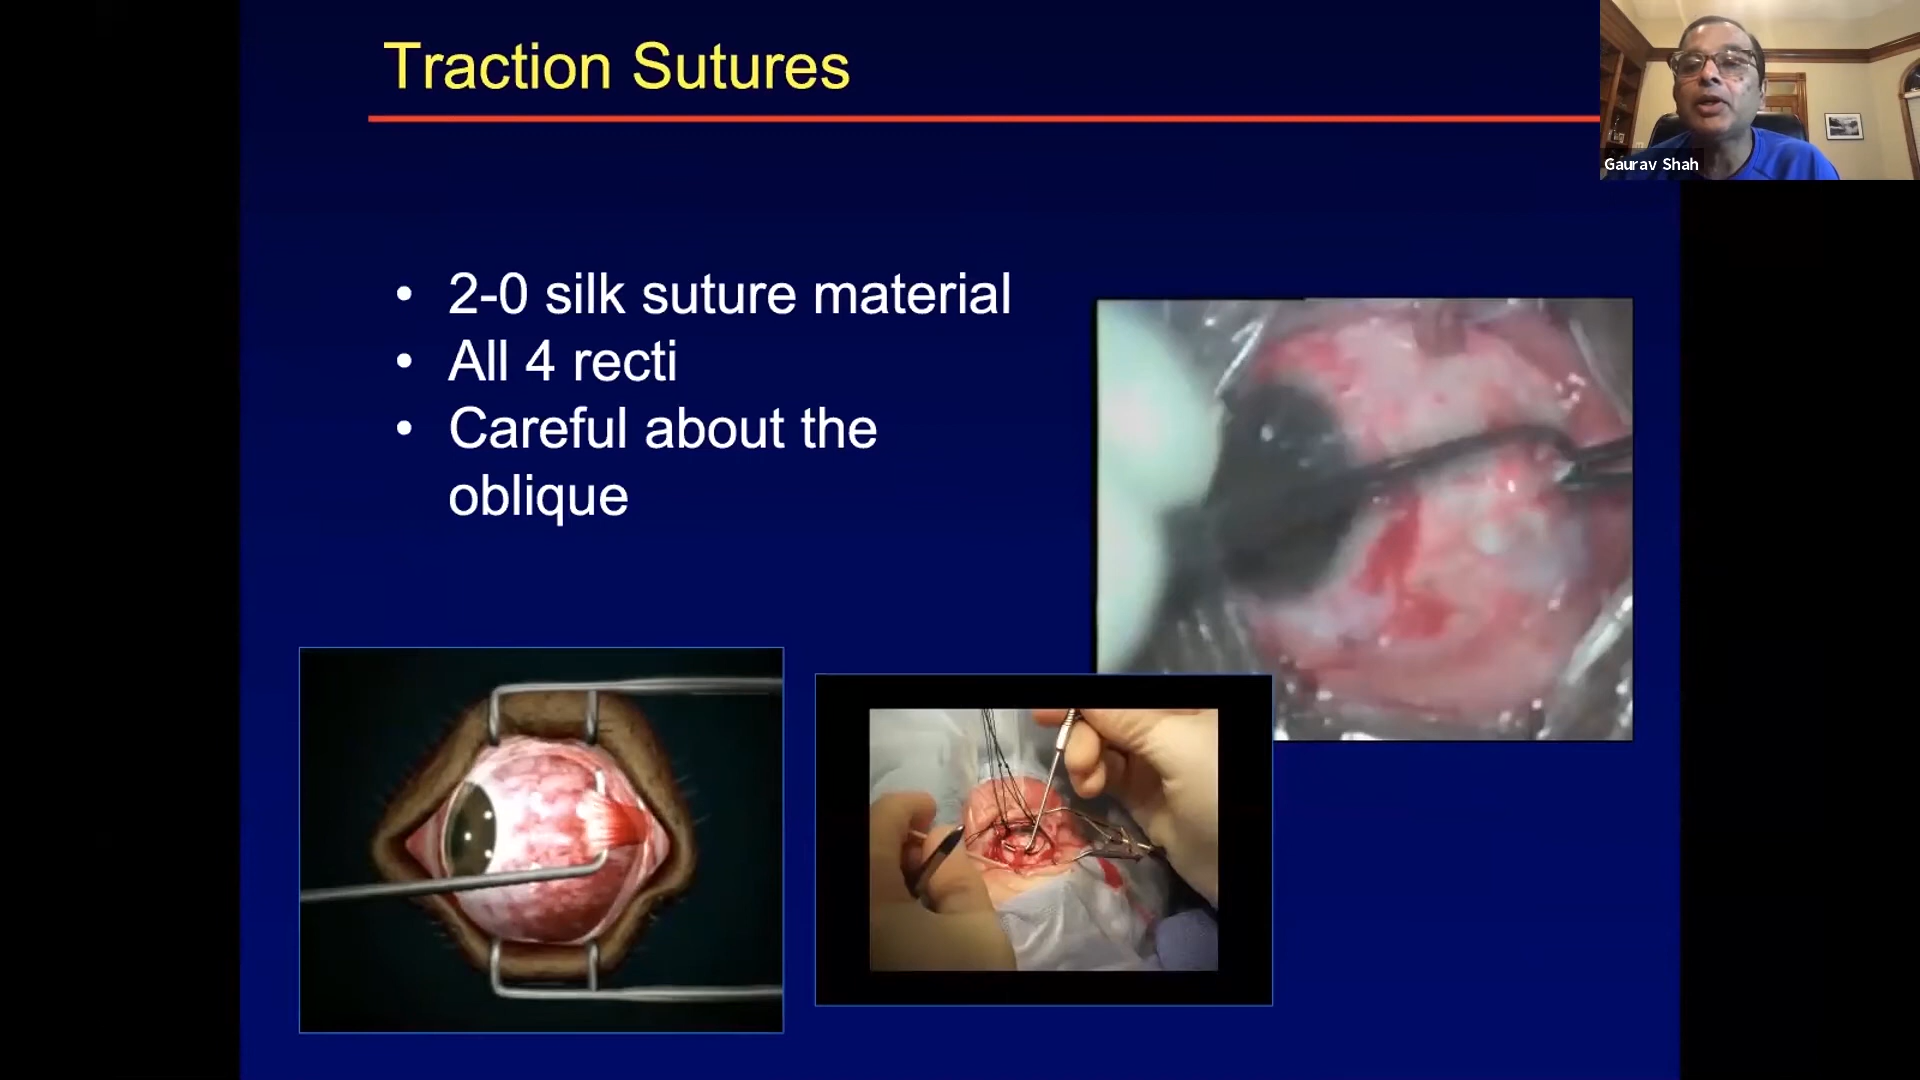 Traction Sutures
Gaurav Shah
• 2-0 silk suture material
• All 4 recti
• Careful about the
oblique